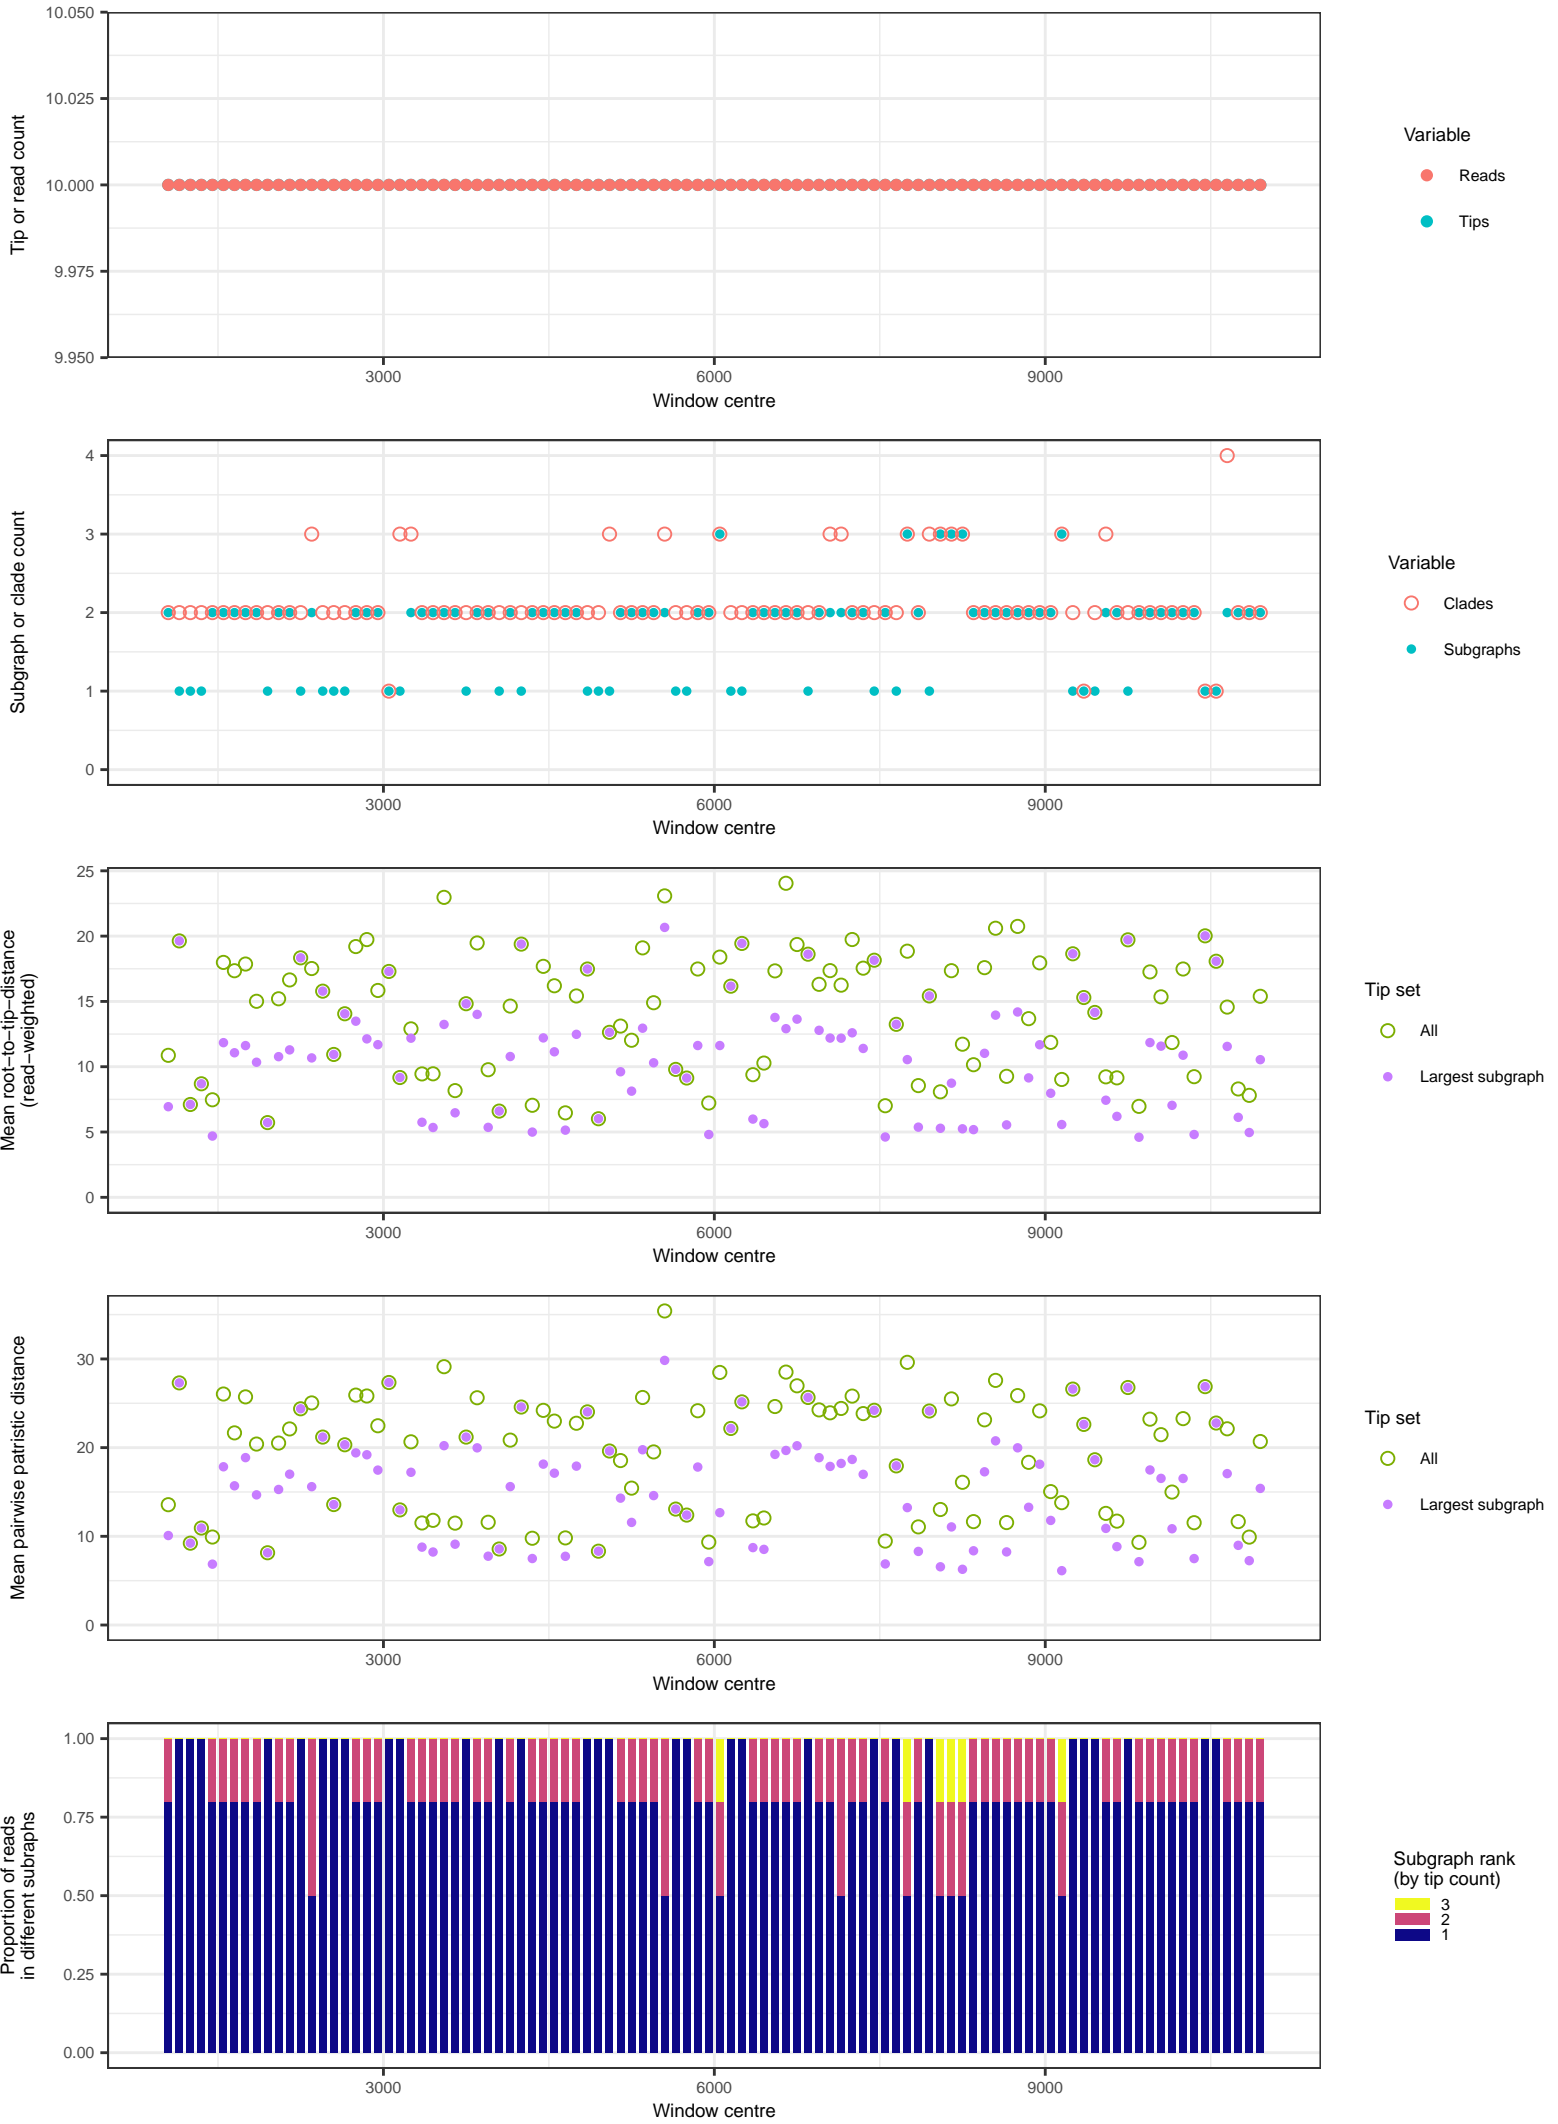 10.050
10.025
10.000
9.975
9.950
Tip or read count
3000
6000
9000
Window centre
Variable
Reads
Tips
4
3
2
1
0
Subgraph or clade count
3000
6000
9000
Window centre
Variable
Clades
Subgraphs
25
20
15
10
5
0
Mean root−to−tip−distance
(read−weighted)
3000
6000
9000
Window centre
Tip set
All
Largest subgraph
30
20
10
0
Mean pairwise patristic distance
3000
6000
9000
Window centre
Tip set
All
Largest subgraph
1.00
0.75
0.50
0.25
0.00
Proportion of reads
in different subraphs
3000
6000
9000
Window centre
Subgraph rank
(by tip count)
3
2
1